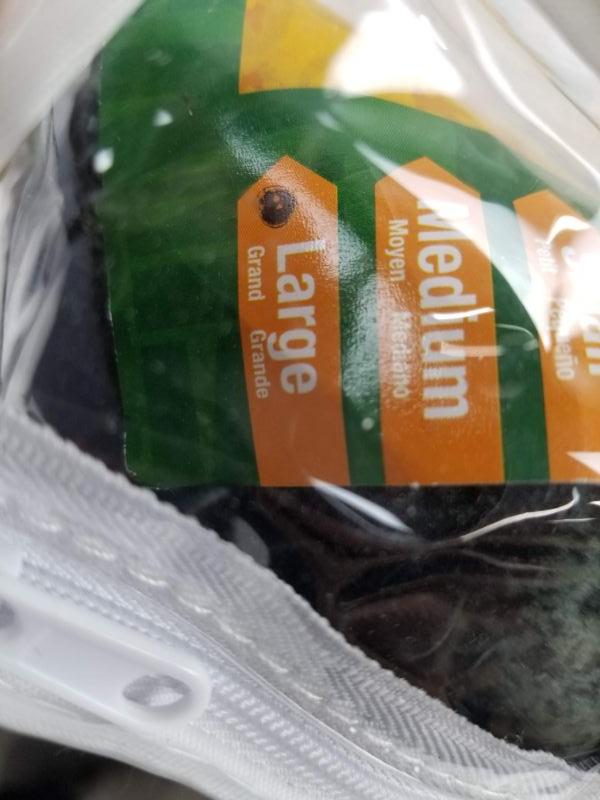 Large
Grand Grande
Medium
Moyen Mediano